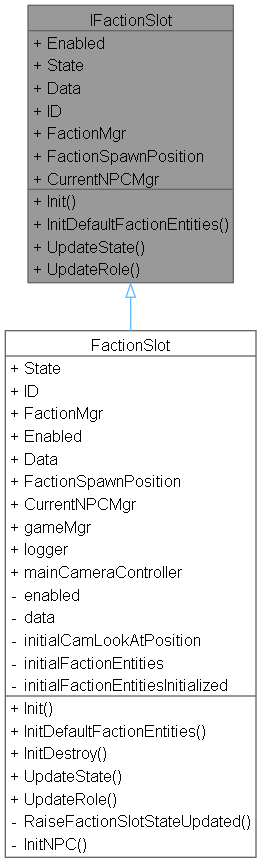 IFactionSlot
+ Enabled
+ State
+ Data
+ ID
+ FactionMgr
+ FactionSpawnPosition
+ CurrentNPCMgr
+ Init()
+ InitDefaultFactionEntities()
+ UpdateState()
+ UpdateRole()
FactionSlot
+ State
+ ID
+ FactionMgr
+ Enabled
+ Data
+ FactionSpawnPosition
+ CurrentNPCMgr
+ gameMgr
+ logger
+ mainCameraController
- enabled
- data
- initialCamLookAtPosition
- initialFactionEntities
- initialFactionEntitiesInitialized
+ Init()
+ InitDefaultFactionEntities()
+ InitDestroy()
+ UpdateState()
+ UpdateRole()
- RaiseFactionSlotStateUpdated()
- InitNPC()